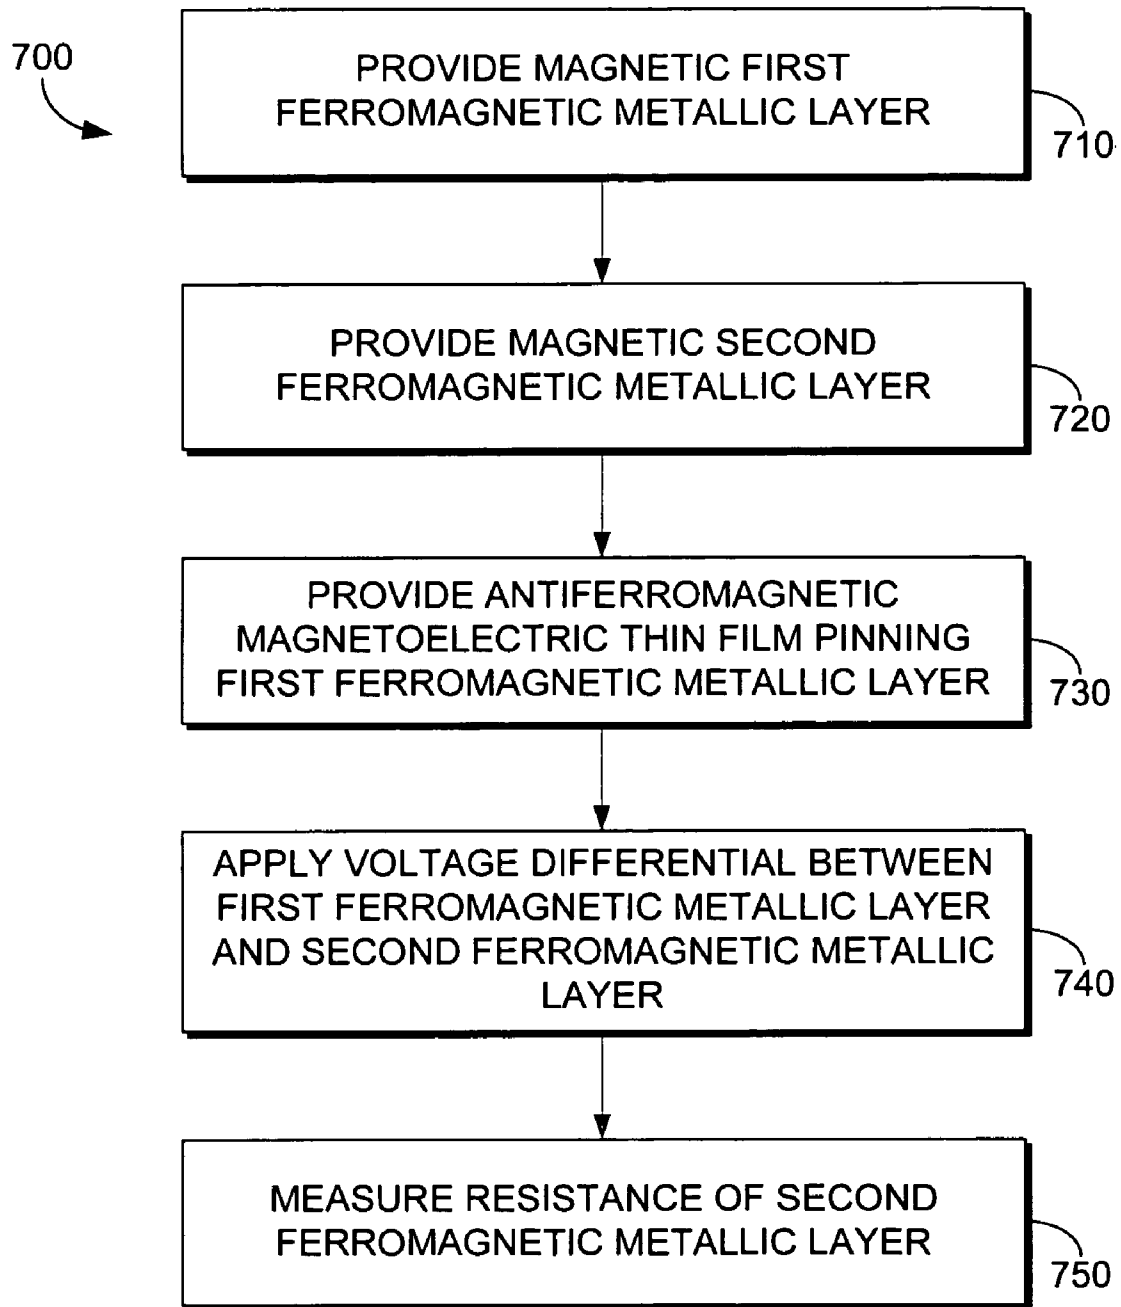 700
PROVIDE MAGNETIC FIRST
FERROMAGNETIC METALLIC LAYER
710
PROVIDE MAGNETIC SECOND
FERROMAGNETIC METALLIC LAYER
720
PROVIDE ANTIFERROMAGNETIC
MAGNETOELECTRIC THIN FILM PINNING
FIRST FERROMAGNETIC METALLIC LAYER
730
APPLY VOLTAGE DIFFERENTIAL BETWEEN
FIRST FERROMAGNETIC METALLIC LAYER
AND SECOND FERROMAGNETIC METALLIC
LAYER
740
MEASURE RESISTANCE OF SECOND
FERROMAGNETIC METALLIC LAYER
750